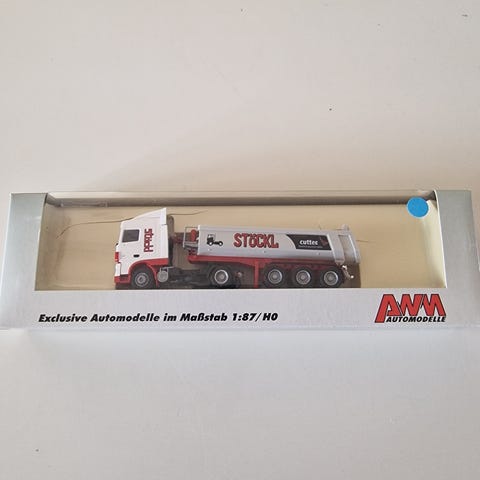 stöckl
STÖCKL
cuttec
Exclusive Automodelle im Maßstab 1:87/H0
AWM
AUTOMODELLE